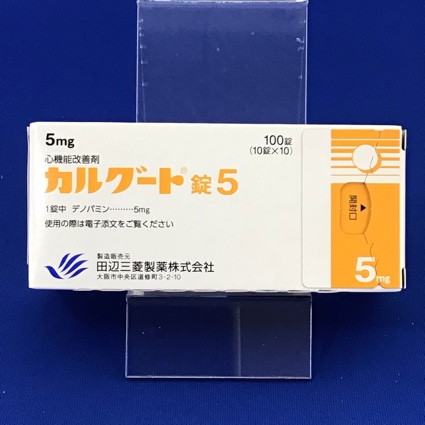 5mg
100錠
(10錠×10)
心機能改善剤
カルグート®錠5
1錠中 デノパミン………5mg
使用の際は電子添文をご覧ください
製造販売元
田辺三菱製薬株式会社
大阪市中央区道修町3-2-10
開封口
5mg